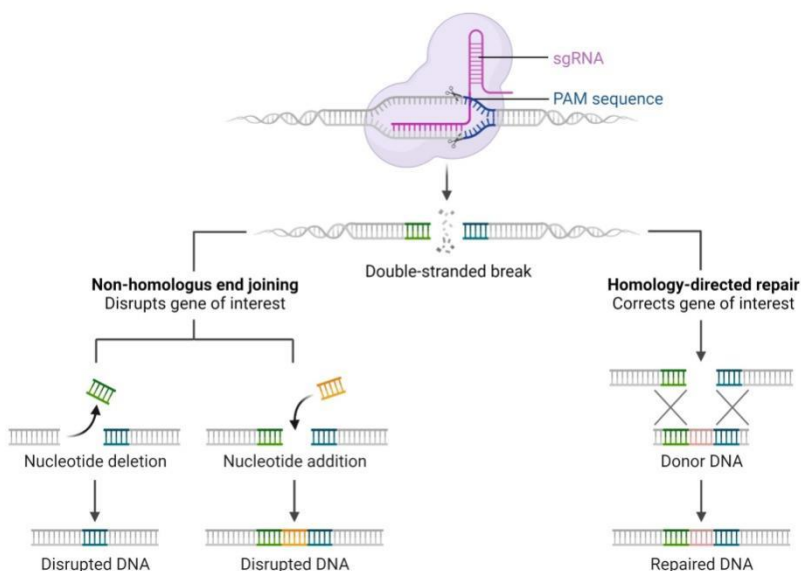 sgRNA
PAM sequence
Double-stranded break
Non-homologus end joining
Disrupts gene of interest
Homology-directed repair
Corrects gene of interest
Nucleotide deletion
Nucleotide addition
Donor DNA
Disrupted DNA
Disrupted DNA
Repaired DNA